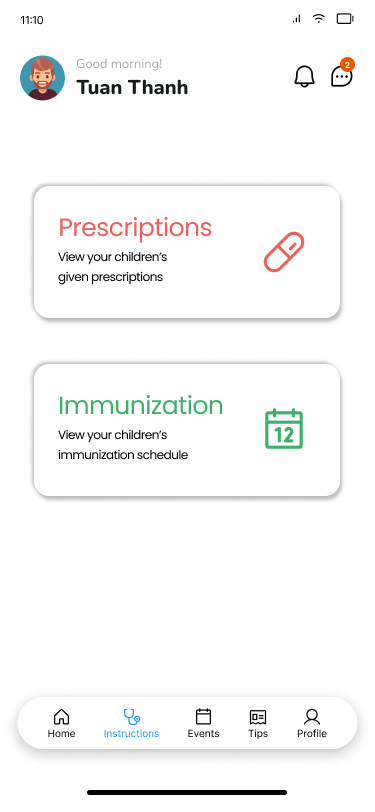 11:10
Good morning!
Tuan Thanh
2
Prescriptions
View your children's
given prescriptions
Immunization
View your children's
immunization schedule
12
Home
Instructions
Events
Tips
Profile